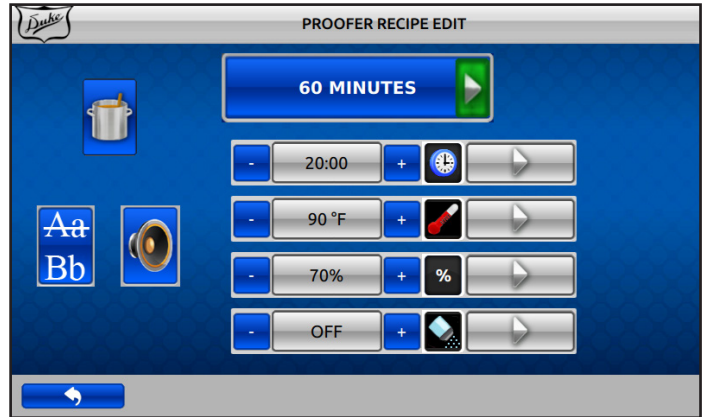 Duke
PROOFER RECIPE EDIT
60 MINUTES
- 20:00 +
- 90 °F +
Aa
- 70% + %
Bb
- OFF +